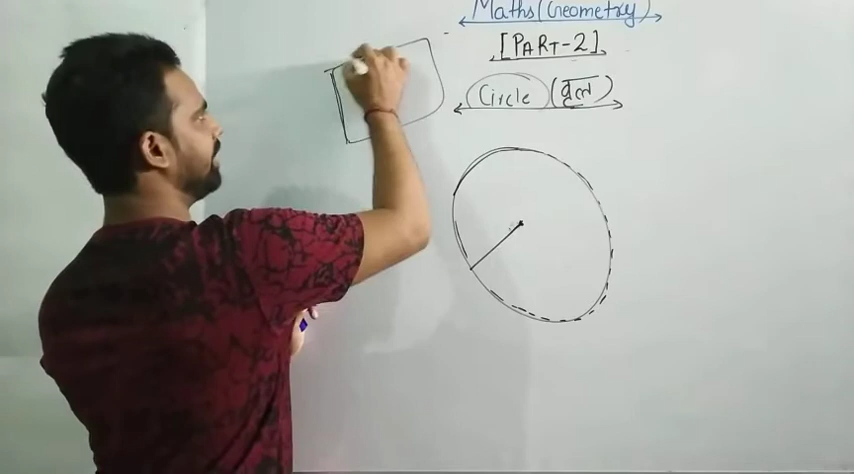 Maths (Geometry)
[PART-2]
Circle (वृत्त)